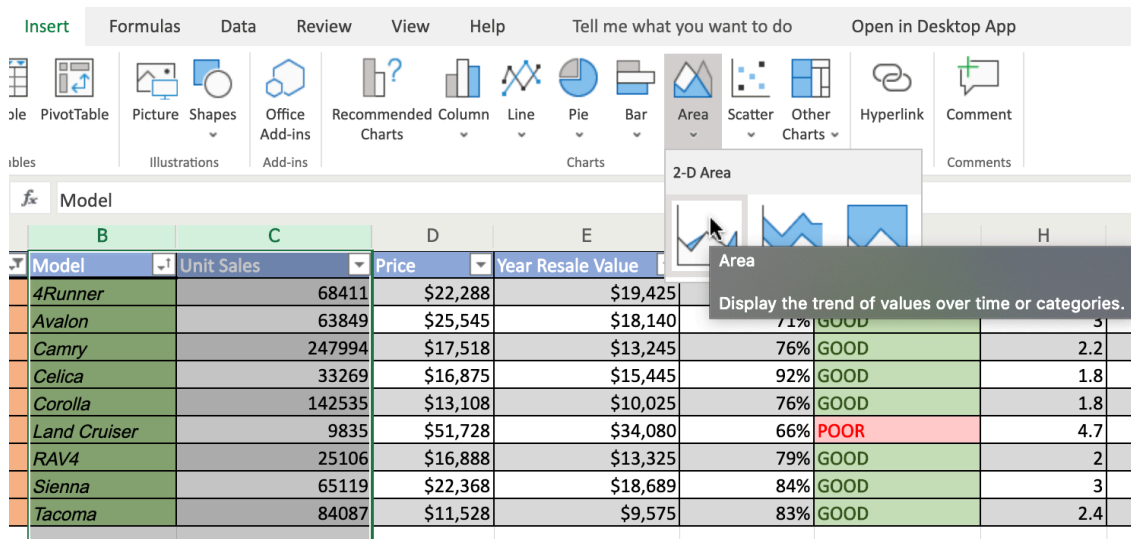 Insert Formulas Data Review View Help Tell me what you want to do Open in Desktop App
PivotTable Picture Shapes Office Add-ins Recommended Charts Column Line Pie Bar Area Scatter Other Charts Hyperlink Comment
Illustrations Add-ins Charts Comments
2-D Area
fx Model
B C D E H
Model Unit Sales Price Year Resale Value
Area
Display the trend of values over time or categories.
4Runner 68411 $22,288 $19,425
Avalon 63849 $25,545 $18,140 71% GOOD 3
Camry 247994 $17,518 $13,245 76% GOOD 2.2
Celica 33269 $16,875 $15,445 92% GOOD 1.8
Corolla 142535 $13,108 $10,025 76% GOOD 1.8
Land Cruiser 9835 $51,728 $34,080 66% POOR 4.7
RAV4 25106 $16,888 $13,325 79% GOOD 2
Sienna 65119 $22,368 $18,689 84% GOOD 3
Tacoma 84087 $11,528 $9,575 83% GOOD 2.4